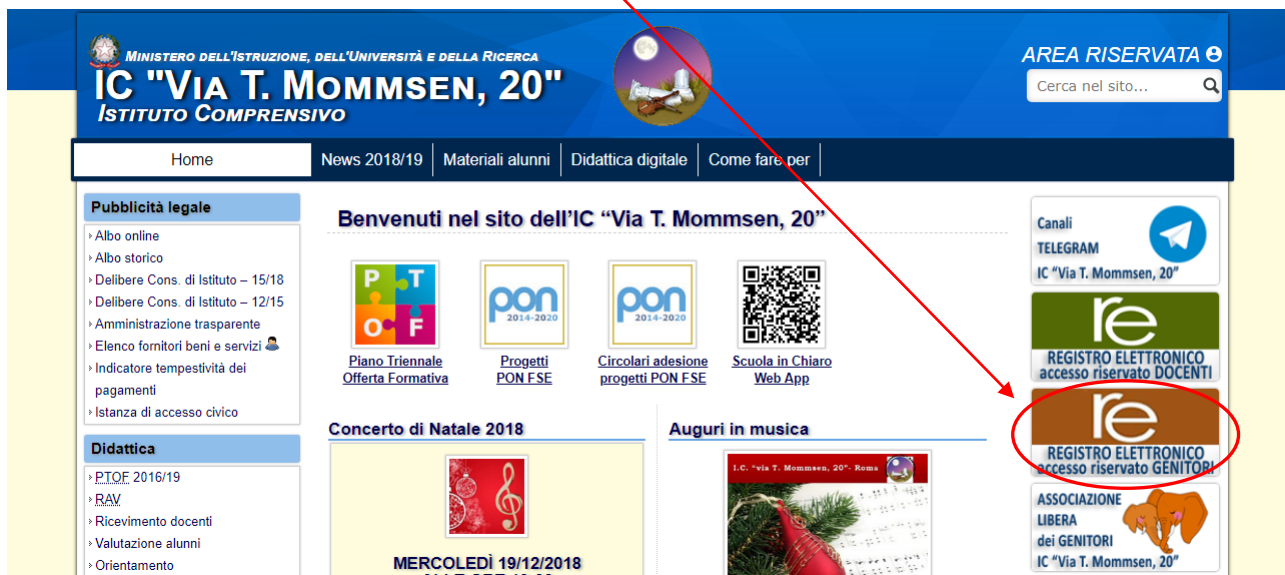 MINISTERO DELL'ISTRUZIONE, DELL'UNIVERSITÀ E DELLA RICERCA
IC "VIA T. MOMMSEN, 20"
ISTITUTO COMPRENSIVO
AREA RISERVATA
Cerca nel sito...
Home
News 2018/19
Materiali alunni
Didattica digitale
Come fare per
Pubblicità legale
Albo online
Albo storico
Delibere Cons. di Istituto – 15/18
Delibere Cons. di Istituto – 12/15
Amministrazione trasparente
Elenco fornitori beni e servizi
Indicatore tempestività dei
pagamenti
Istanza di accesso civico
Didattica
PTOF 2016/19
RAV
Ricevimento docenti
Valutazione alunni
Orientamento
Benvenuti nel sito dell'IC “Via T. Mommsen, 20”
P T
O F
Piano Triennale
Offerta Formativa
pon
2014-2020
Progetti
PON FSE
pon
2014-2020
Circolari adesione
progetti PON FSE
Scuola in Chiaro
Web App
Concerto di Natale 2018
MERCOLEDÌ 19/12/2018
Auguri in musica
I.C. "via T. Mommsen, 20"- Roma
Canali
TELEGRAM
IC “Via T. Mommsen, 20”
re
REGISTRO ELETTRONICO
accesso riservato DOCENTI
re
REGISTRO ELETTRONICO
accesso riservato GENITORI
ASSOCIAZIONE
LIBERA
dei GENITORI
IC “Via T. Mommsen, 20”